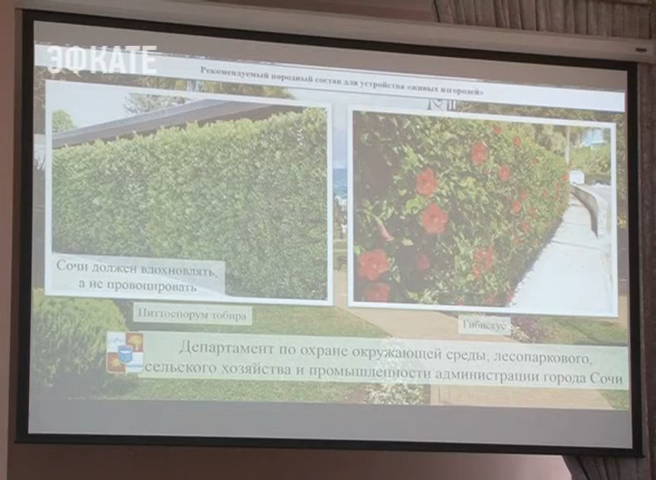 ЭФКАТЕ
Рекомендуемый породный состав для устройства «живых изгородей»
Сочи должен вдохновлять,
а не провоцировать
Питтоспорум тобира
Гибискус
Департамент по охране окружающей среды, лесопаркового,
сельского хозяйства и промышленности администрации города Сочи